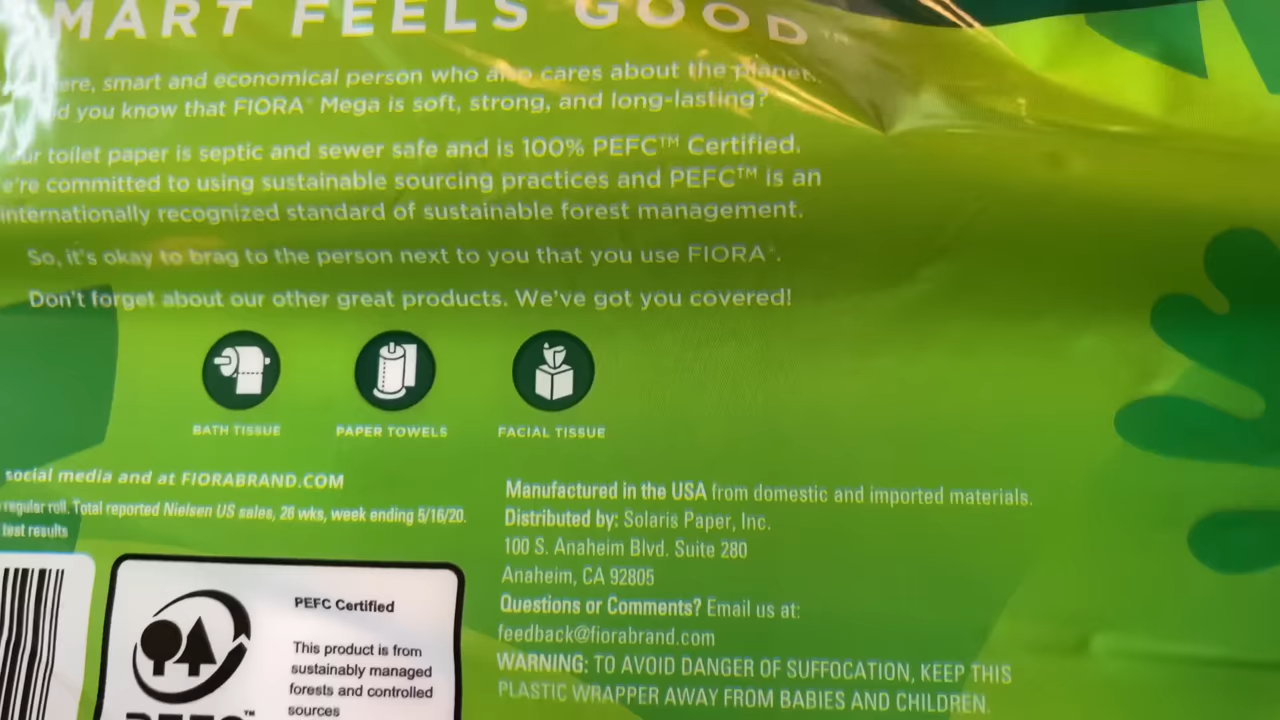 MART FEELS GOOD™
ere, smart and economical person who also cares about the planet.
d you know that FIORA® Mega is soft, strong, and long-lasting?
ur toilet paper is septic and sewer safe and is 100% PEFC™ Certified.
e're committed to using sustainable sourcing practices and PEFC™ is an
internationally recognized standard of sustainable forest management.
So, it's okay to brag to the person next to you that you use FIORA®.
Don't forget about our other great products. We've got you covered!
BATH TISSUE PAPER TOWELS FACIAL TISSUE
social media and at FIORABRAND.COM
regular roll. Total reported Nielsen US sales, 26 wks, week ending 5/16/20.
test results
Manufactured in the USA from domestic and imported materials.
Distributed by: Solaris Paper, Inc.
100 S. Anaheim Blvd. Suite 280
Anaheim, CA 92805
Questions or Comments? Email us at:
feedback@fiorabrand.com
WARNING: TO AVOID DANGER OF SUFFOCATION, KEEP THIS
PLASTIC WRAPPER AWAY FROM BABIES AND CHILDREN.
PEFC Certified
This product is from
sustainably managed
forests and controlled
sources
PEFC™